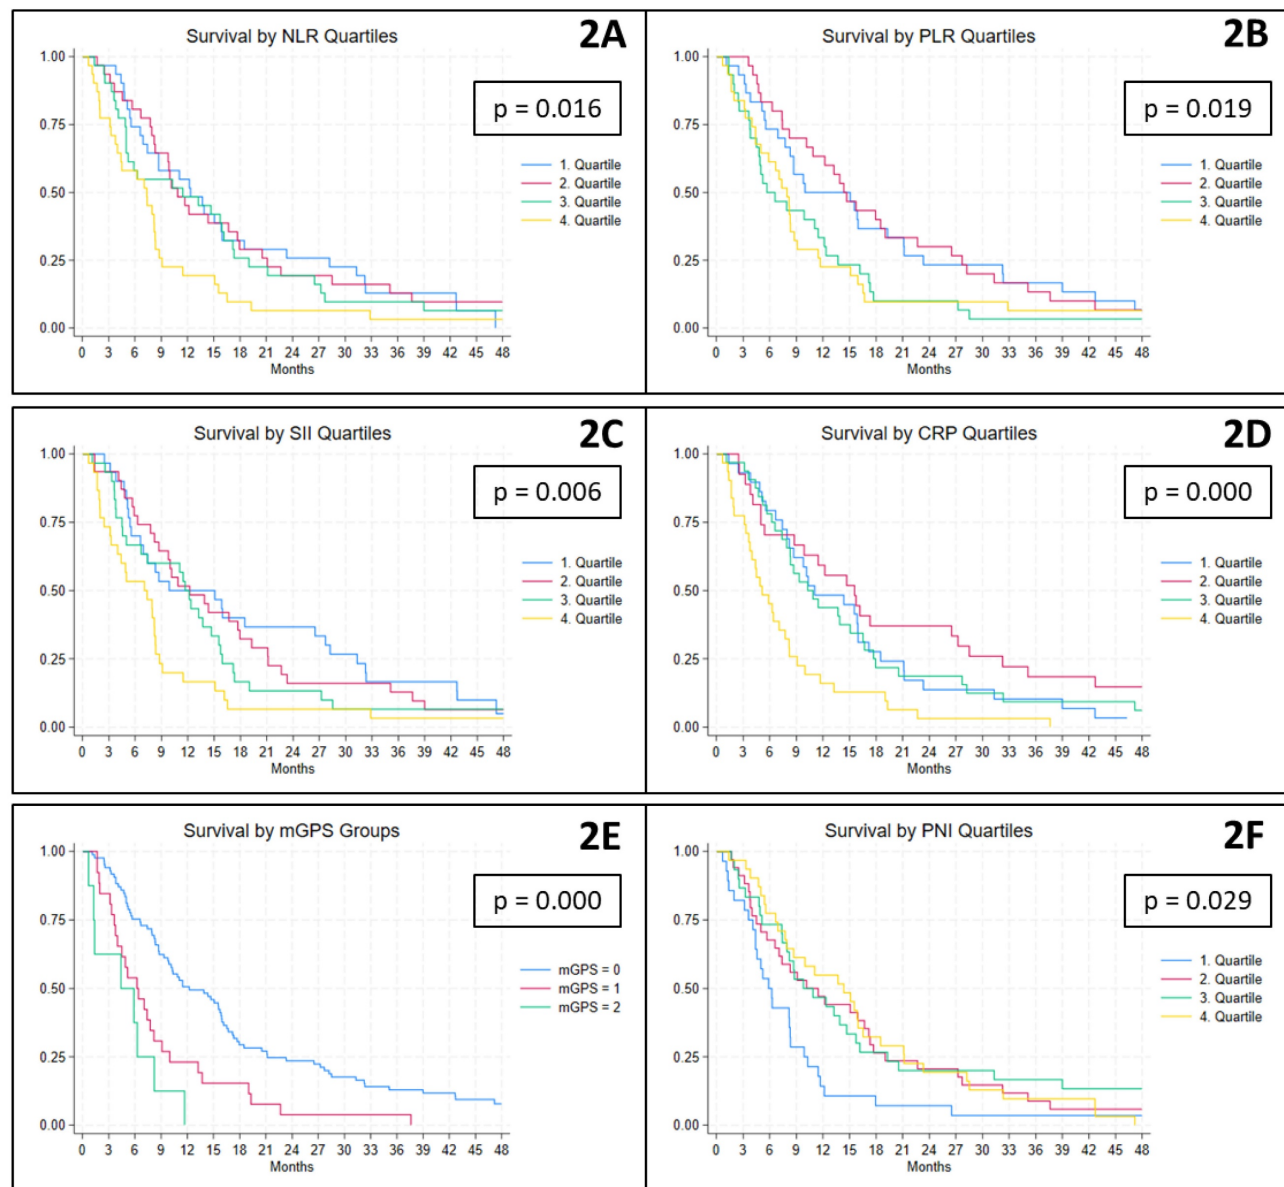 Survival by NLR Quartiles
2A
p = 0.016
1.00
0.75
0.50
0.25
0.00
1. Quartile
2. Quartile
3. Quartile
4. Quartile
0 3 6 9 12 15 18 21 24 27 30 33 36 39 42 45 48
Months
Survival by PLR Quartiles
2B
p = 0.019
1.00
0.75
0.50
0.25
0.00
1. Quartile
2. Quartile
3. Quartile
4. Quartile
0 3 6 9 12 15 18 21 24 27 30 33 36 39 42 45 48
Months
Survival by SII Quartiles
2C
p = 0.006
1.00
0.75
0.50
0.25
0.00
1. Quartile
2. Quartile
3. Quartile
4. Quartile
0 3 6 9 12 15 18 21 24 27 30 33 36 39 42 45 48
Months
Survival by CRP Quartiles
2D
p = 0.000
1.00
0.75
0.50
0.25
0.00
1. Quartile
2. Quartile
3. Quartile
4. Quartile
0 3 6 9 12 15 18 21 24 27 30 33 36 39 42 45 48
Months
Survival by mGPS Groups
2E
p = 0.000
1.00
0.75
0.50
0.25
0.00
mGPS = 0
mGPS = 1
mGPS = 2
0 3 6 9 12 15 18 21 24 27 30 33 36 39 42 45 48
Months
Survival by PNI Quartiles
2F
p = 0.029
1.00
0.75
0.50
0.25
0.00
1. Quartile
2. Quartile
3. Quartile
4. Quartile
0 3 6 9 12 15 18 21 24 27 30 33 36 39 42 45 48
Months